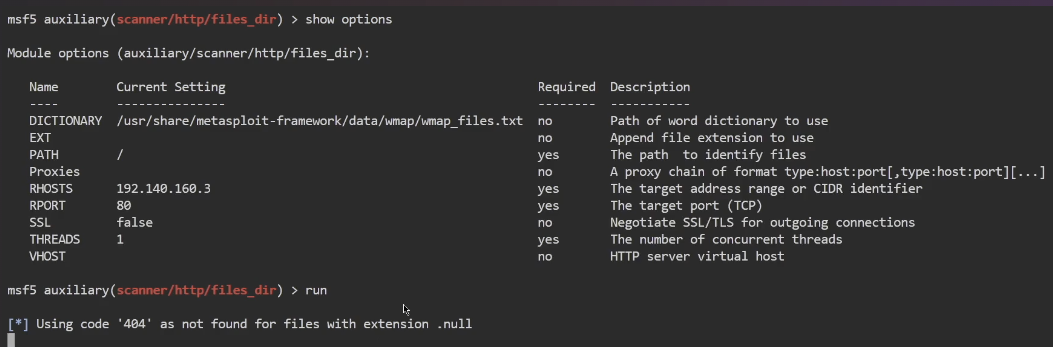 msf5 auxiliary(scanner/http/files_dir) > show options
Module options (auxiliary/scanner/http/files_dir):
Name Current Setting Required Description
---- --------------- -------- -----------
DICTIONARY /usr/share/metasploit-framework/data/wmap/wmap_files.txt no Path of word dictionary to use
EXT no Append file extension to use
PATH / yes The path  to identify files
Proxies no A proxy chain of format type:host:port[,type:host:port][...]
RHOSTS 192.140.160.3 yes The target address range or CIDR identifier
RPORT 80 yes The target port (TCP)
SSL false no Negotiate SSL/TLS for outgoing connections
THREADS 1 yes The number of concurrent threads
VHOST no HTTP server virtual host
msf5 auxiliary(scanner/http/files_dir) > run
[*] Using code '404' as not found for files with extension .null